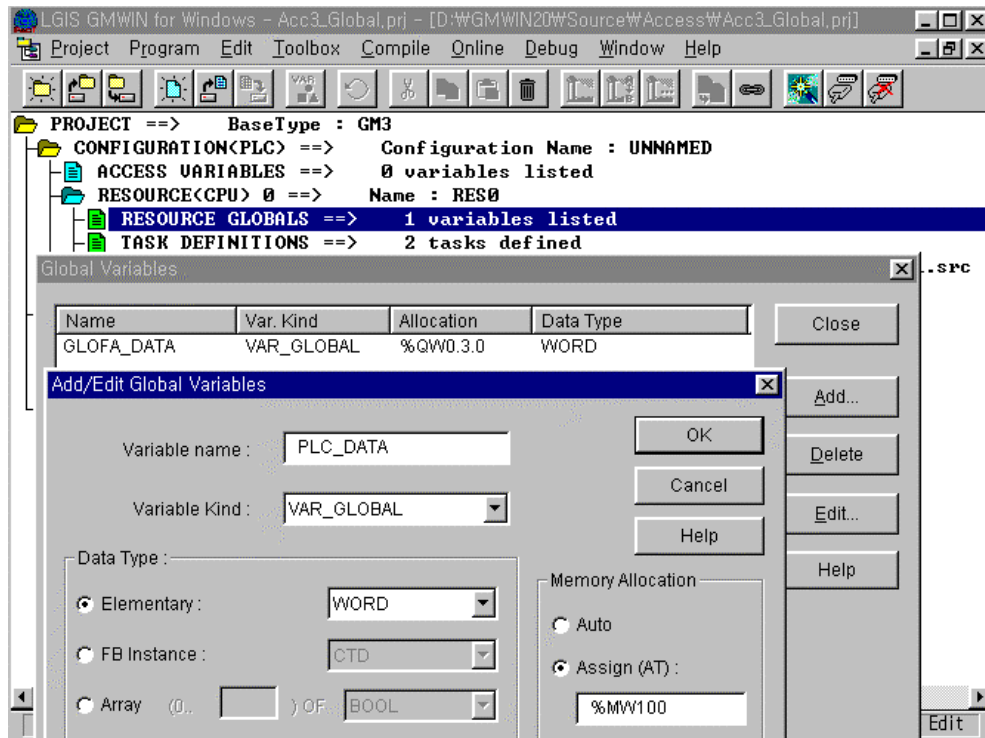 LGIS GMWIN for Windows - Acc3_Global,prj - [D:₩GMWIN20₩Source₩Access₩Acc3_Global,prj]
Project Program Edit Toolbox Compile Online Debug Window Help
VAR
PROJECT ==> BaseType : GM3
CONFIGURATION(PLC) ==> Configuration Name : UNNAMED
ACCESS VARIABLES ==> 0 variables listed
RESOURCE(CPU) 0 ==> Name : RES0
RESOURCE GLOBALS ==> 1 variables listed
TASK DEFINITIONS ==> 2 tasks defined
.src
Global Variables
Name Var. Kind Allocation Data Type
GLOFA_DATA VAR_GLOBAL %QW0.3.0 WORD
Close
Add/Edit Global Variables
Add...
Variable name : PLC_DATA
OK
Delete
Cancel
Variable Kind : VAR_GLOBAL
Edit...
Help
Data Type :
Memory Allocation
Help
Elementary : WORD
Auto
FB Instance : CTD
Assign (AT) :
Array (0.. ) OF BOOL
%MW100
Edit